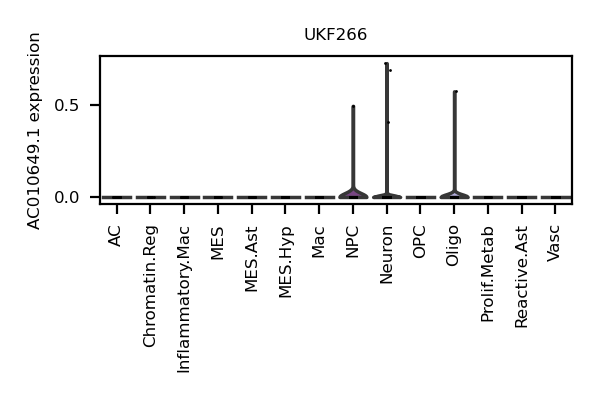 UKF266
AC010649.1 expression
0.5
0.0
AC
Chromatin.Reg
Inflammatory.Mac
MES
MES.Ast
MES.Hyp
Mac
NPC
Neuron
OPC
Oligo
Prolif.Metab
Reactive.Ast
Vasc